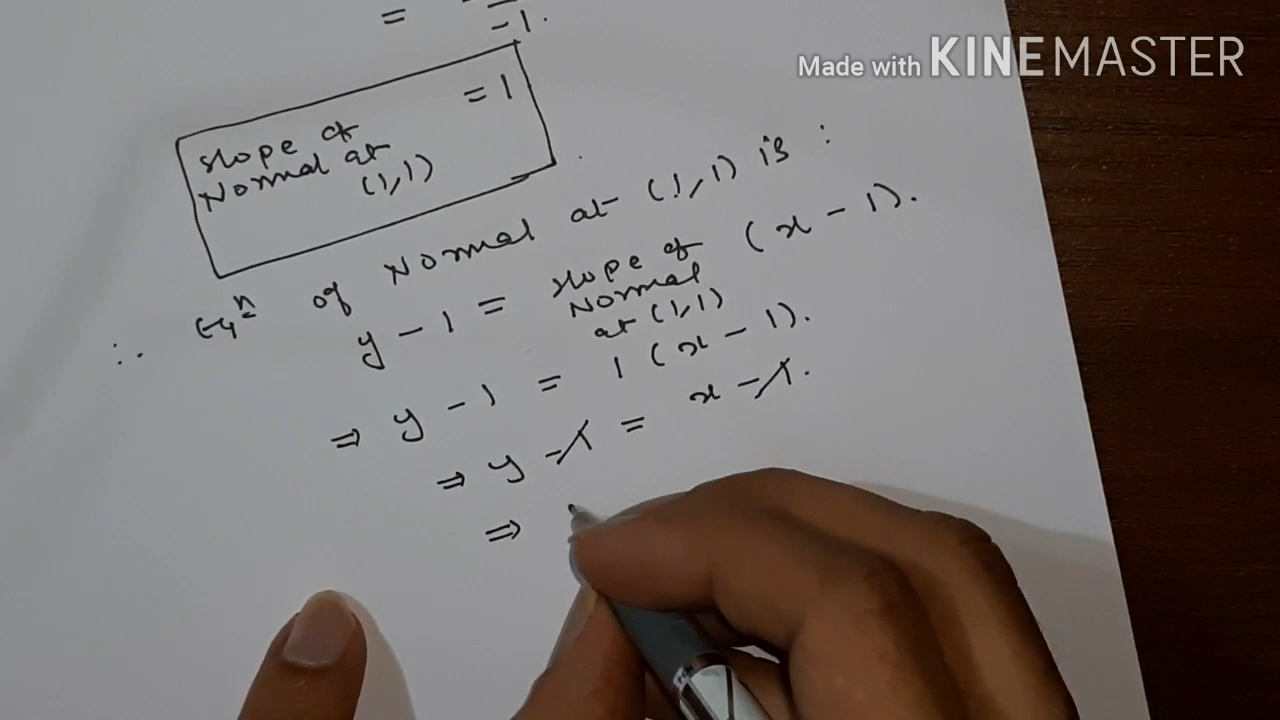 Made with KINEMASTER
= -1.
slope of
Normal at
(1,1) = 1
∴ Eqⁿ of Normal at (1,1) is :
y - 1 = slope of Normal at (1,1) (x - 1).
⇒ y - 1 = 1 (x - 1).
⇒ y - 1 = x - 1.
⇒